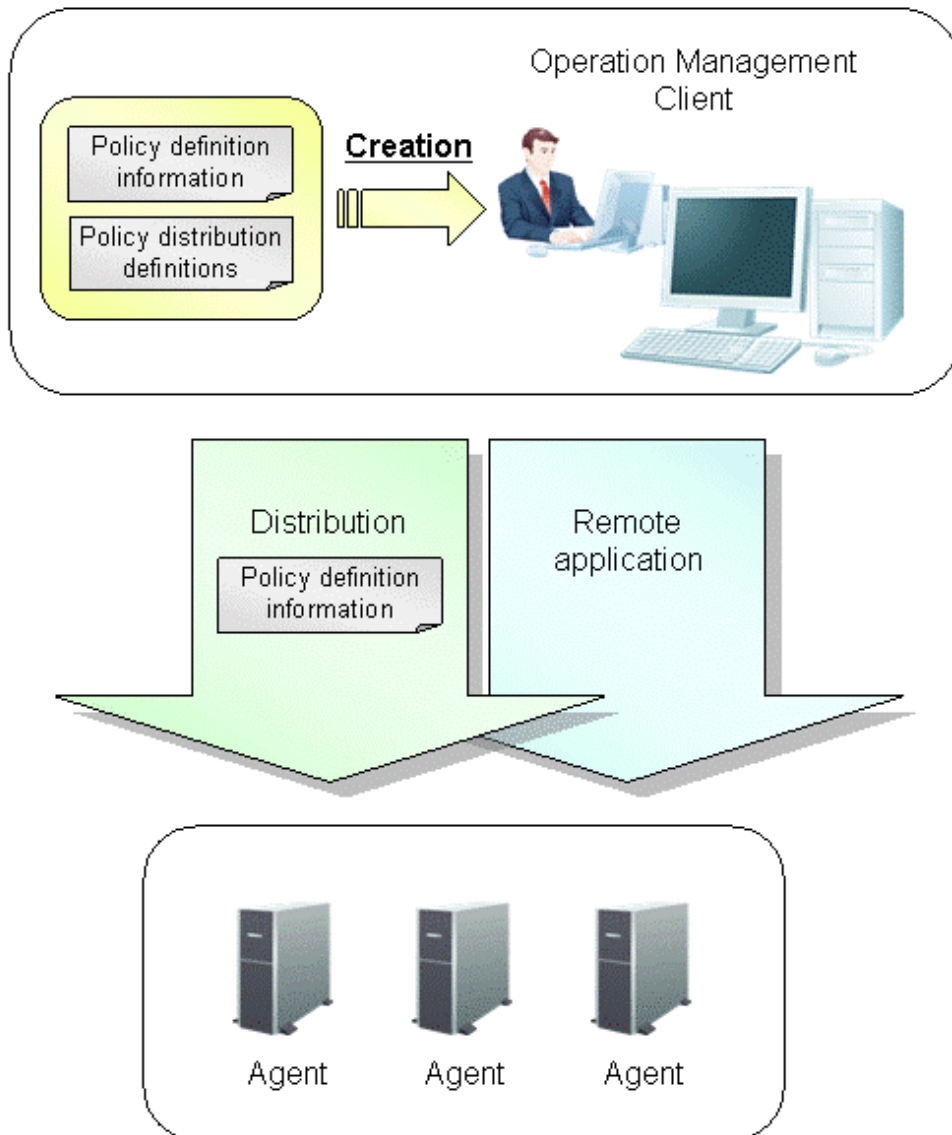 Operation Management
Client
Policy definition
information
Creation
Policy distribution
definitions
Distribution
Policy definition
information
Remote
application
Agent
Agent
Agent